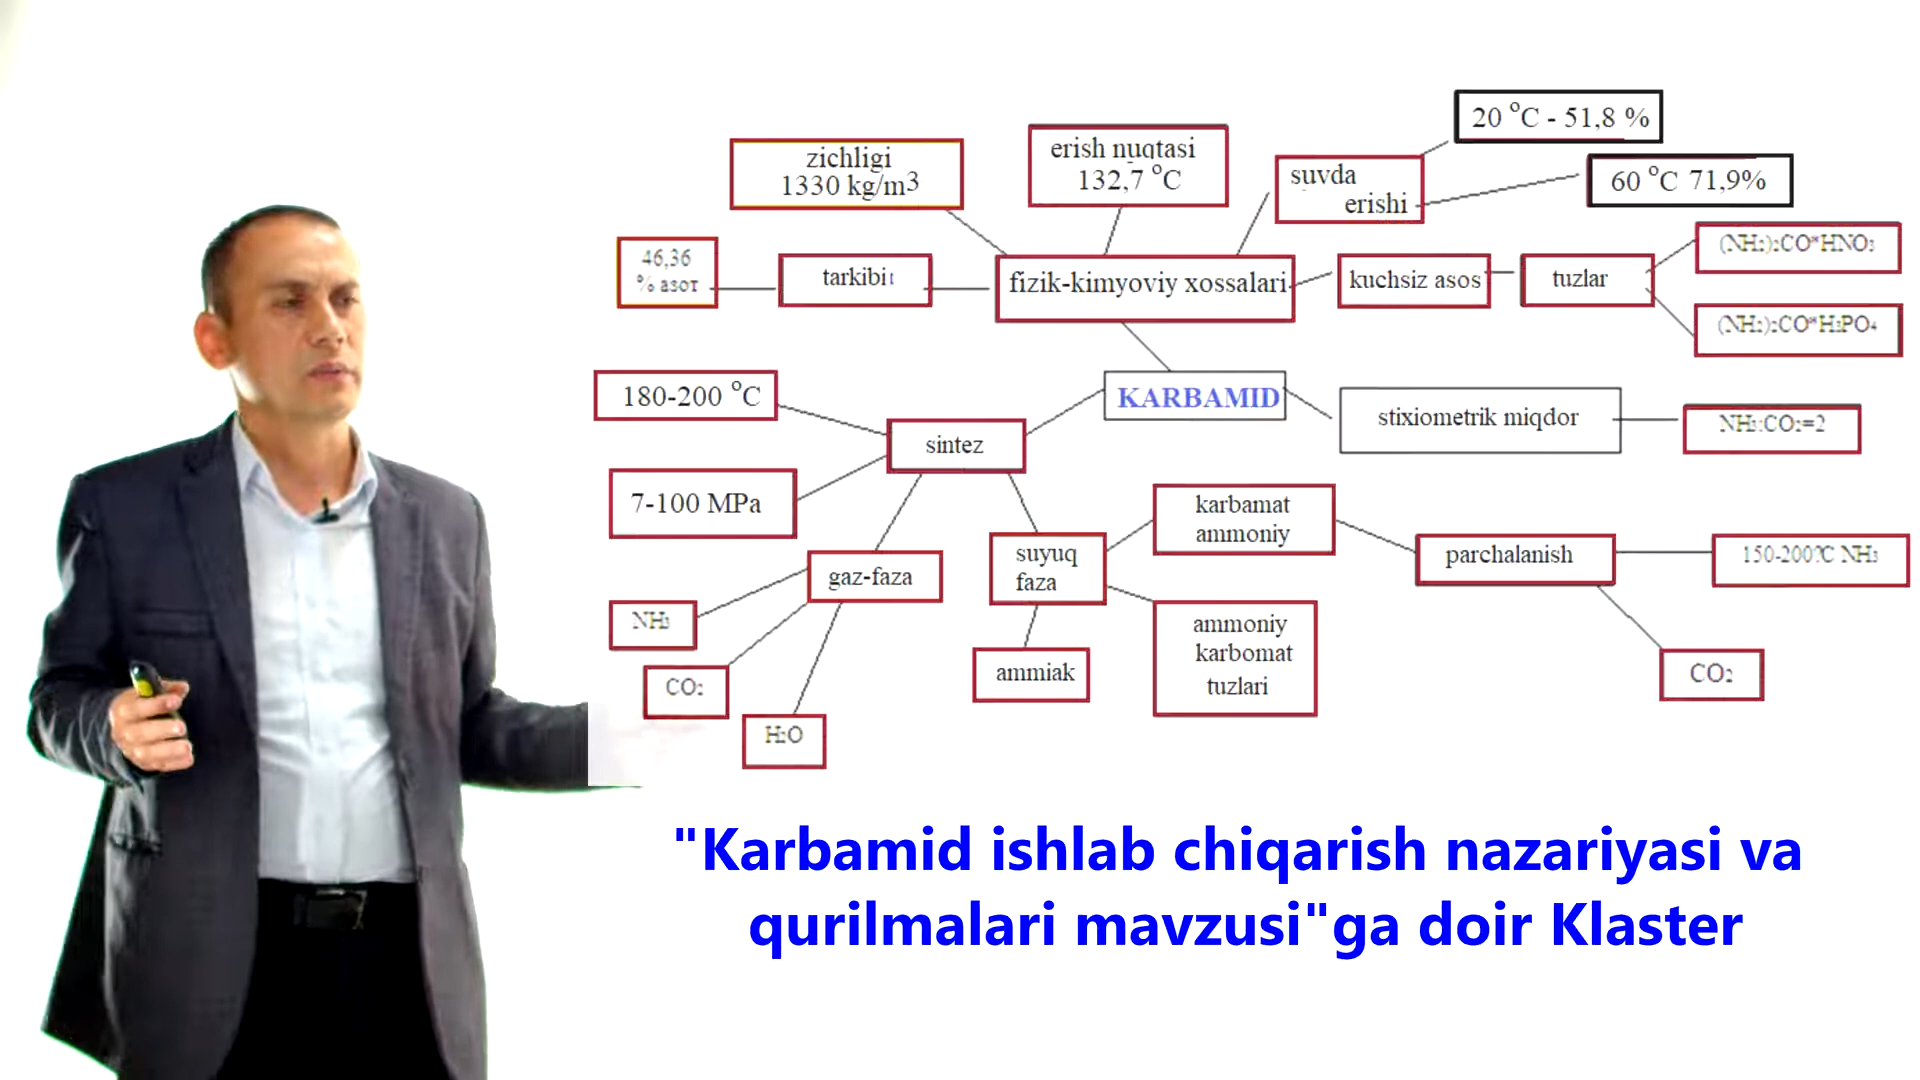 20 °C - 51,8 %
zichligi
1330 kg/m3
erish nuqtasi
132,7 °C
suvda
erishi
60 °C 71,9%
46,36
% азот
tarkibi
fizik-kimyoviy xossalari
kuchsiz asos
tuzlar
(NH₂)₂CO*HNO₃
(NH₂)₂CO*H₃PO₄
180-200 °C
KARBAMID
stixiometrik miqdor
NH₃:CO₂=2
sintez
7-100 MPa
karbamat
ammoniy
suyuq
faza
gaz-faza
parchalanish
150-200?C NH₃
NH₃
CO₂
H₂O
ammiak
ammoniy
karbomat
tuzlari
CO₂
"Karbamid ishlab chiqarish nazariyasi va
qurilmalari mavzusi"ga doir Klaster